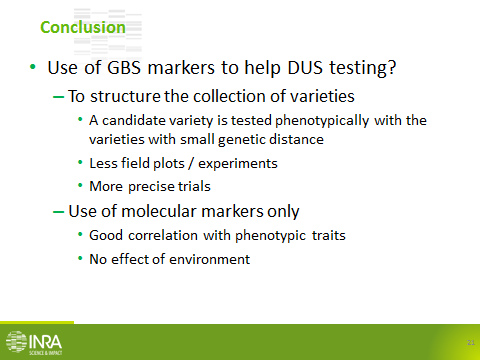 Conclusion
• Use of GBS markers to help DUS testing?
– To structure the collection of varieties
• A candidate variety is tested phenotypically with the
varieties with small genetic distance
• Less field plots / experiments
• More precise trials
– Use of molecular markers only
• Good correlation with phenotypic traits
• No effect of environment
INRA
SCIENCE & IMPACT
21